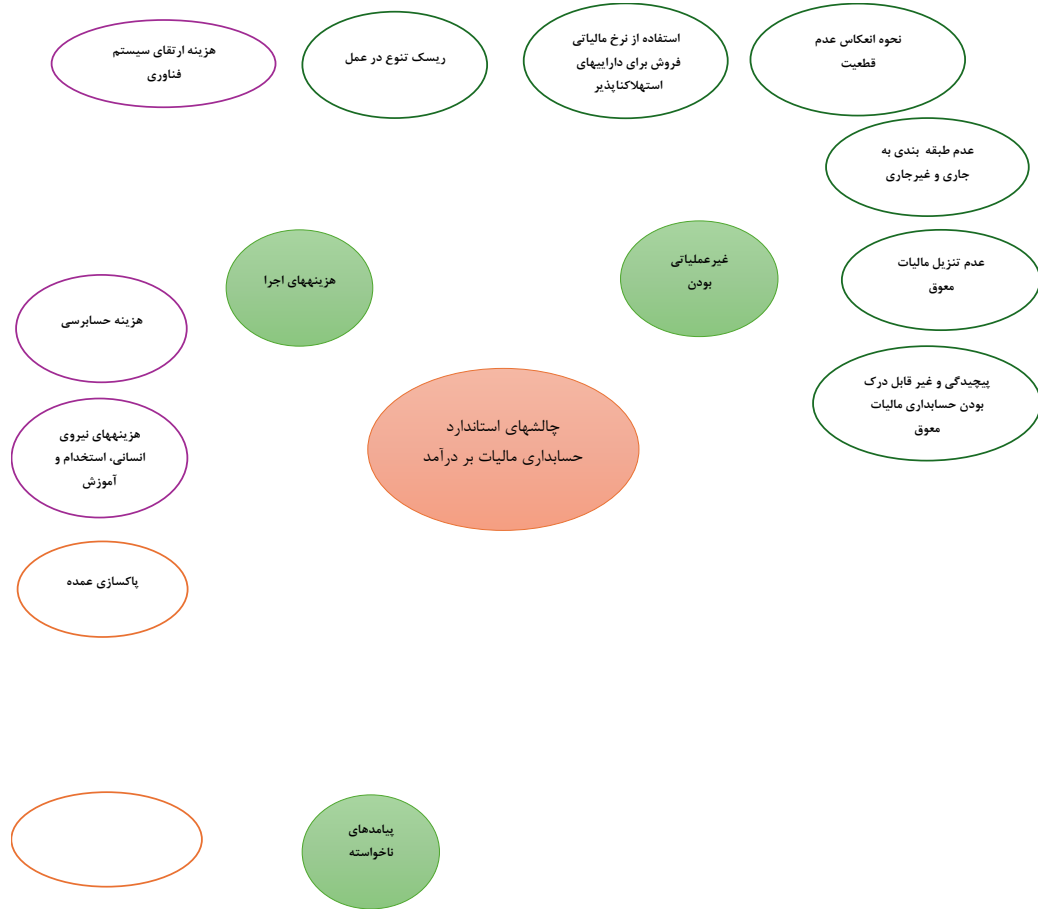 نحوه انعکاس عدم
قطعیت
استفاده از نرخ مالیاتی
فروش برای داراییهای
استهلاکناپذیر
ریسک تنوع در عمل
هزینه ارتقای سیستم
فناوری
عدم طبقه بندی به
جاری و غیرجاری
غیرعملیاتی
بودن
هزینههای اجرا
عدم تنزیل مالیات
معوق
هزینه حسابرسی
پیچیدگی و غیر قابل درک
بودن حسابداری مالیات
معوق
چالشهای استاندارد
حسابداری مالیات بر درآمد
هزینههای نیروی
انسانی، استخدام و
آموزش
پاکسازی عمده
پیامدهای
ناخواسته